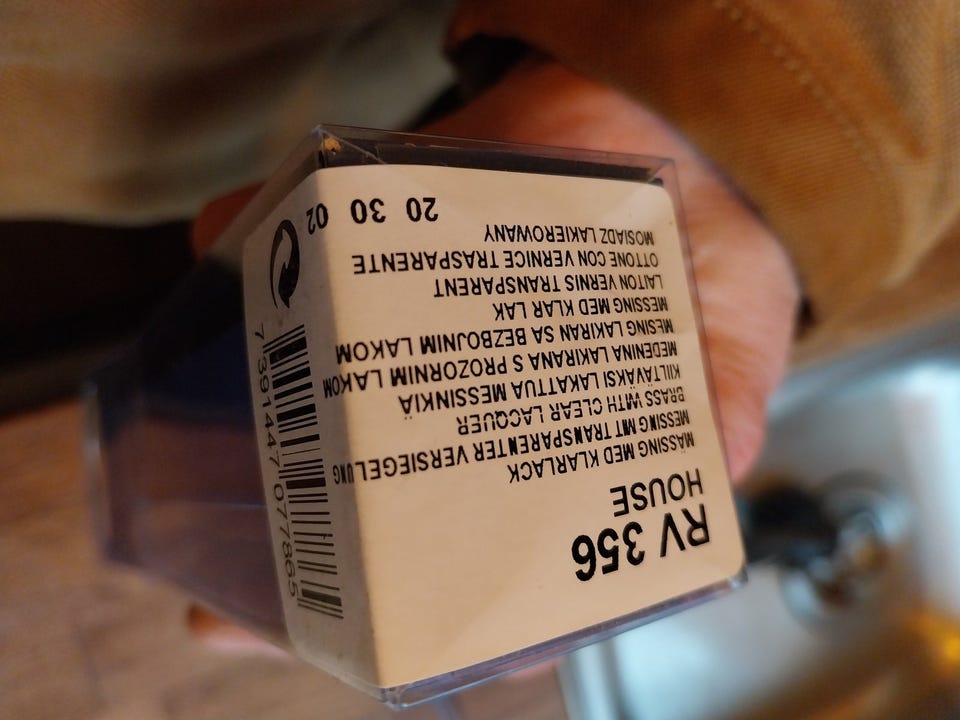 RV 356
HOUSE
MÄSSING MED KLARLACK
MESSING MIT TRANSPARENTER VERSIEGELUNG
BRASS WITH CLEAR LACQUER
KIILTÄVÄKSI LAKATTUA MESSINKIÄ
MEDENINA LAKIRANA S PROZORNIM LAKOM
MESING LAKIRAN SA BEZBOJNIM LAKOM
MESSING MED KLAR LAK
LAITON VERNIS TRANSPARENT
OTTONE CON VERNICE TRASPARENTE
MOSIADZ LAKIEROWANY
20 30 02
7 391447 077865